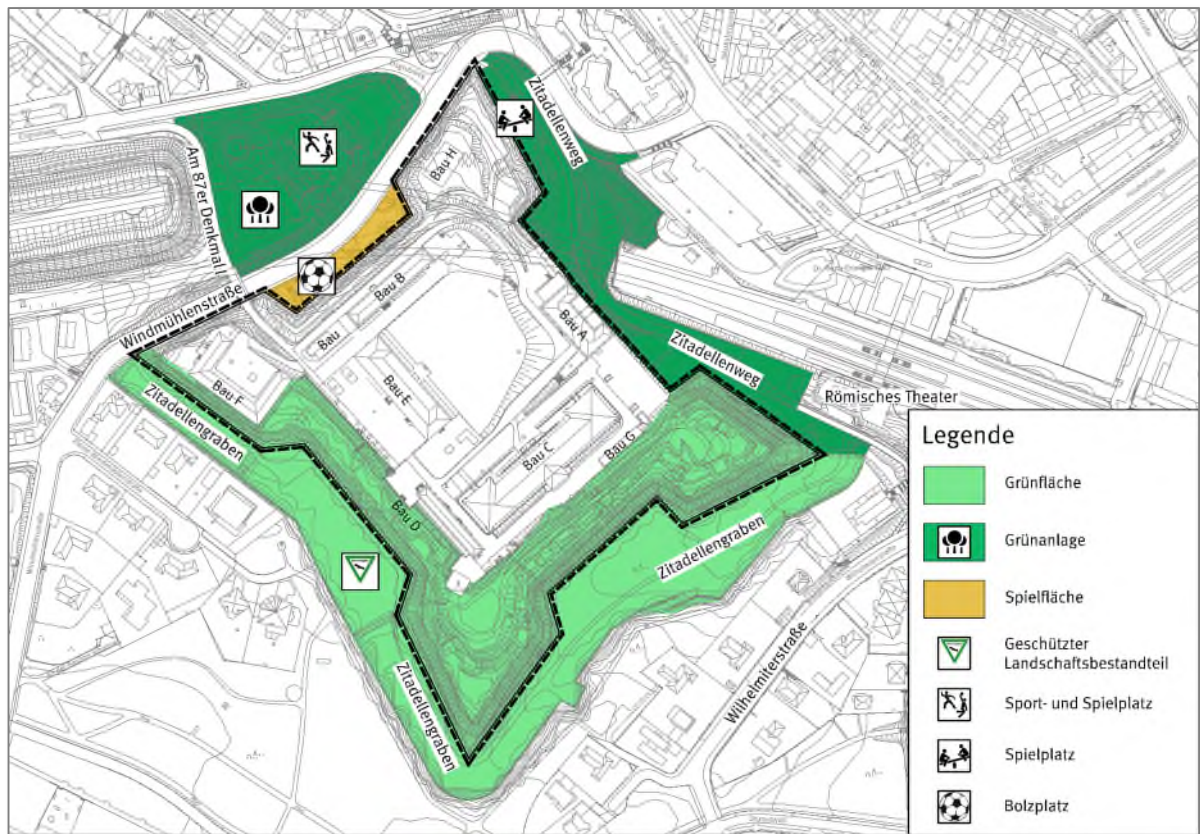 Zitadellenweg
Bau H
Am 87er Denkmal
Windmühlenstraße
Bau B
Bau
Bau A
Zitadellenweg
Römisches Theater
Bau F
Bau E
Zitadellengraben
Bau C
Bau G
Bau D
Zitadellengraben
Zitadellengraben
Wilhelmiterstraße
Legende
Grünfläche
Grünanlage
Spielfläche
Geschützter
Landschaftsbestandteil
Sport- und Spielplatz
Spielplatz
Bolzplatz